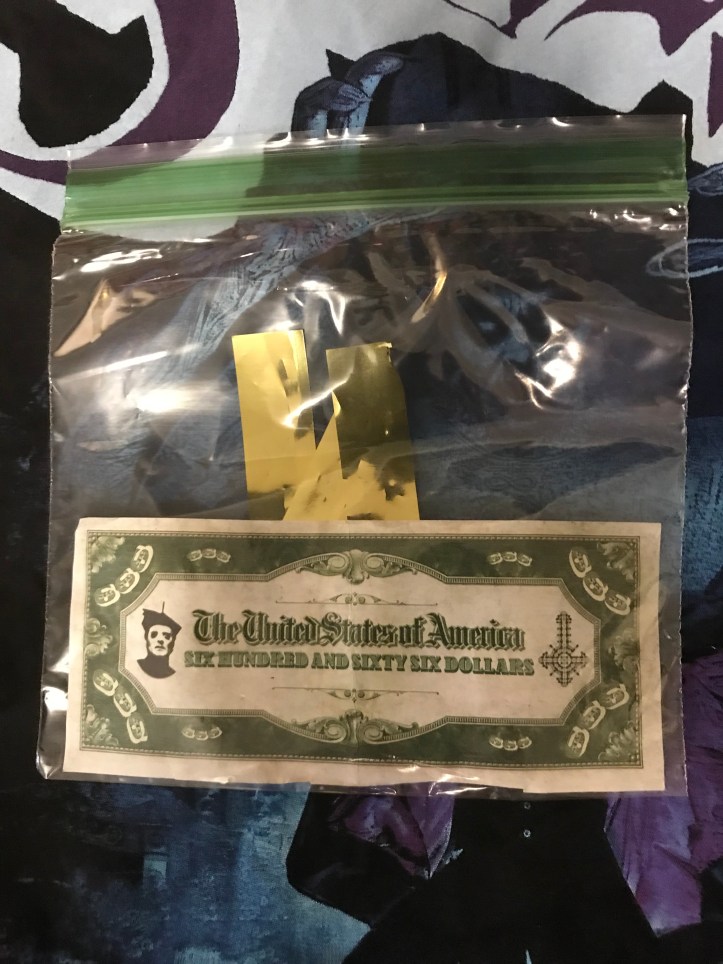 The United States of America
SIX HUNDRED AND SIXTY SIX DOLLARS